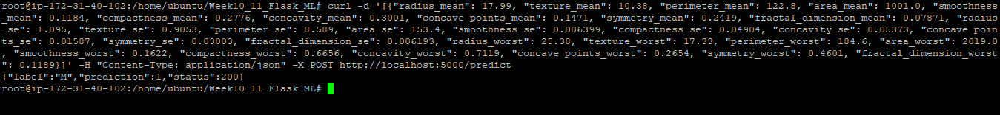 root@ip-172-31-40-102:/home/ubuntu/Week10_11_Flask_ML# curl -d '[{"radius_mean": 17.99, "texture_mean": 10.38, "perimeter_mean": 122.8, "area_mean": 1001.0, "smoothness
_mean": 0.1184, "compactness_mean": 0.2776, "concavity_mean": 0.3001, "concave points_mean": 0.1471, "symmetry_mean": 0.2419, "fractal_dimension_mean": 0.07871, "radius
_se": 1.095, "texture_se": 0.9053, "perimeter_se": 8.589, "area_se": 153.4, "smoothness_se": 0.006399, "compactness_se": 0.04904, "concavity_se": 0.05373, "concave poin
ts_se": 0.01587, "symmetry_se": 0.03003, "fractal_dimension_se": 0.006193, "radius_worst": 25.38, "texture_worst": 17.33, "perimeter_worst": 184.6, "area_worst": 2019.0
, "smoothness_worst": 0.1622, "compactness_worst": 0.6656, "concavity_worst": 0.7119, "concave points_worst": 0.2654, "symmetry_worst": 0.4601, "fractal_dimension_worst
": 0.1189}]' -H "Content-Type: application/json" -X POST http://localhost:5000/predict
{"label":"M","prediction":1,"status":200}
root@ip-172-31-40-102:/home/ubuntu/Week10_11_Flask_ML#